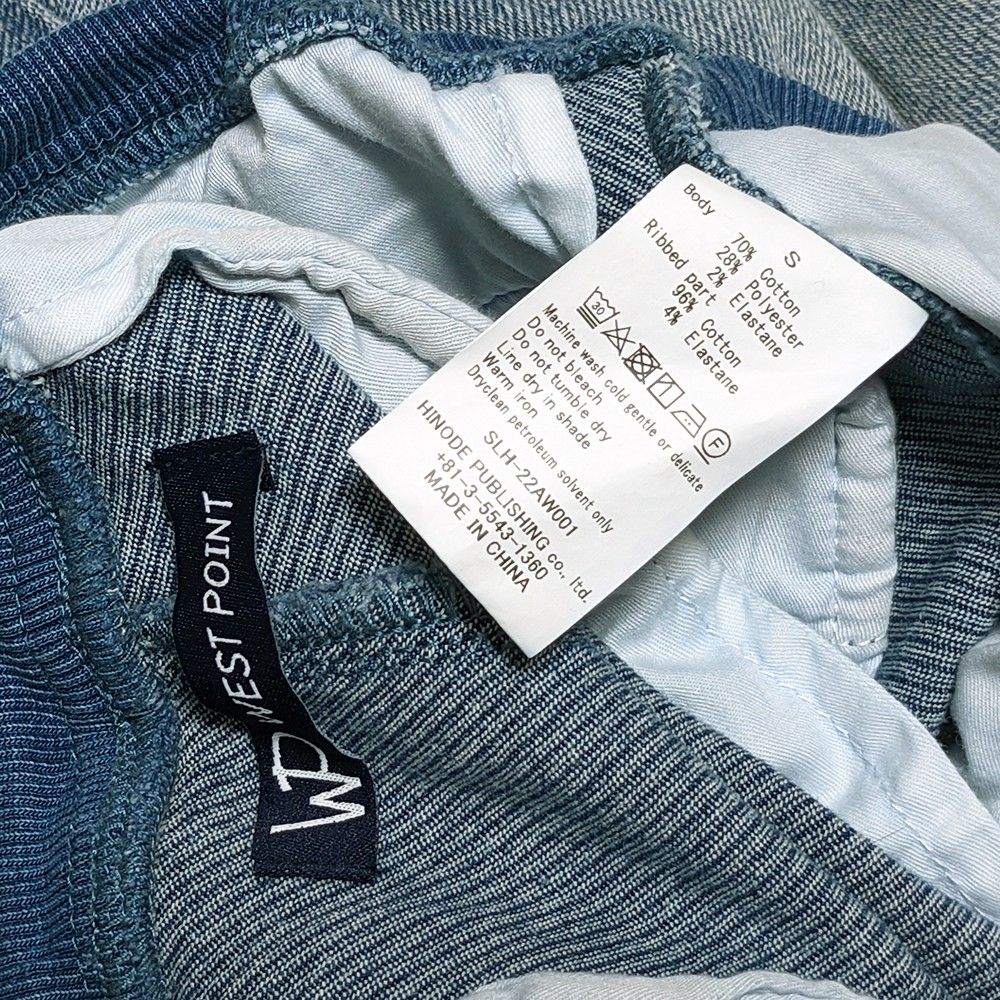 S
Body
70% Cotton
28% Polyester
2% Elastane
Ribbed part
96% Cotton
4% Elastane
30
F
Machine wash cold gentle or delicate
Do not bleach
Do not tumble dry
Line dry in shade
Warm iron
Dryclean petroleum solvent only
SLH-22AW001
HINODE PUBLISHING co., ltd.
+81-3-5543-1360
MADE IN CHINA
WP WEST POINT